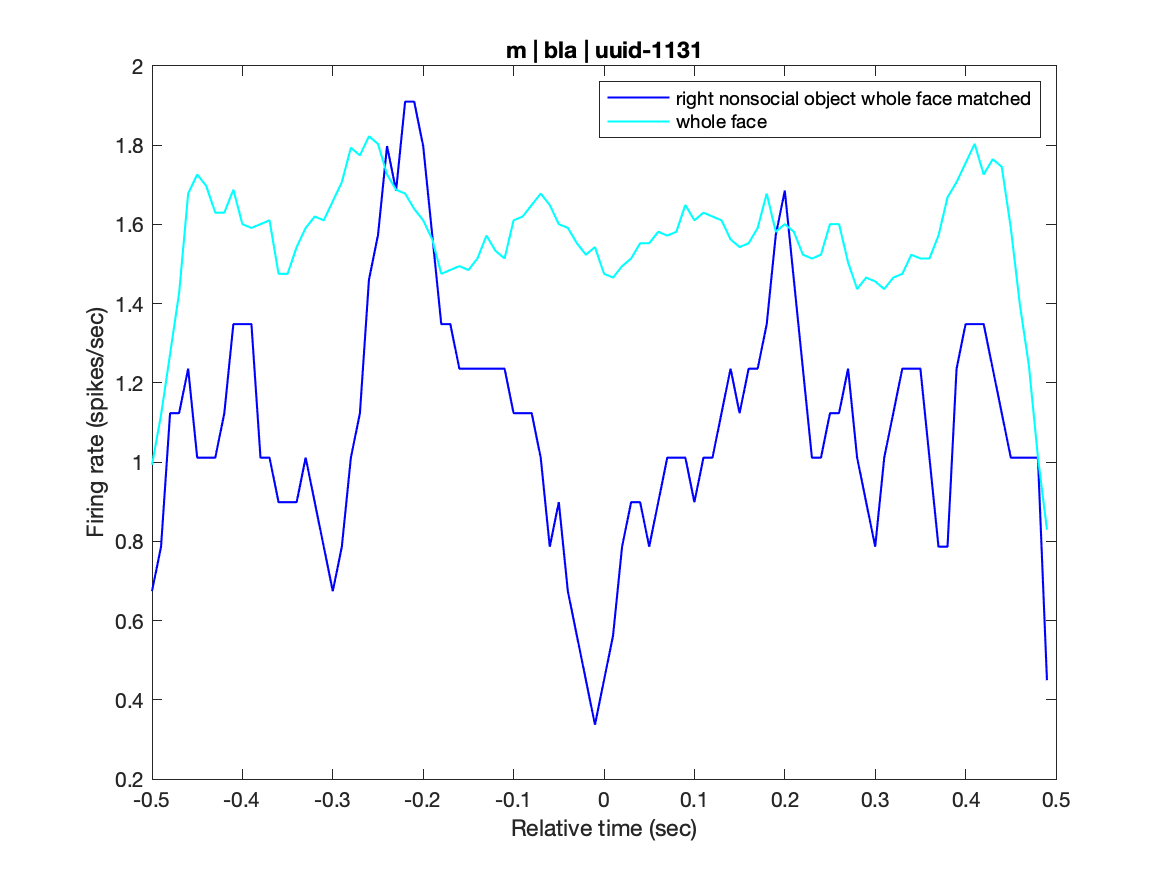 m | bla | uuid-1131
right nonsocial object whole face matched
whole face
Firing rate (spikes/sec)
2
1.8
1.6
1.4
1.2
1
0.8
0.6
0.4
0.2
-0.5 -0.4 -0.3 -0.2 -0.1 0 0.1 0.2 0.3 0.4 0.5
Relative time (sec)